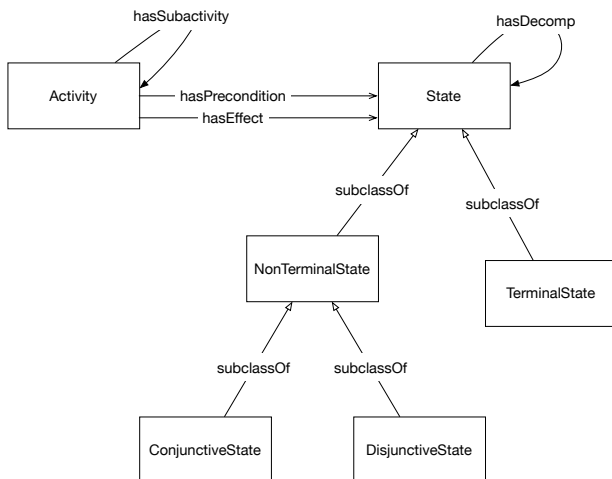 hasSubactivity
hasDecomp
Activity
hasPrecondition
State
hasEffect
subclassOf
subclassOf
NonTerminalState
TerminalState
subclassOf
subclassOf
ConjunctiveState
DisjunctiveState